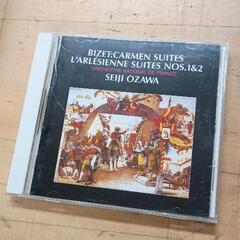 BIZET:CARMEN SUITES
L'ARLÉSIENNE SUITES NOS.1&2
ORCHESTRE NATIONAL DE FRANCE
SEIJI OZAWA